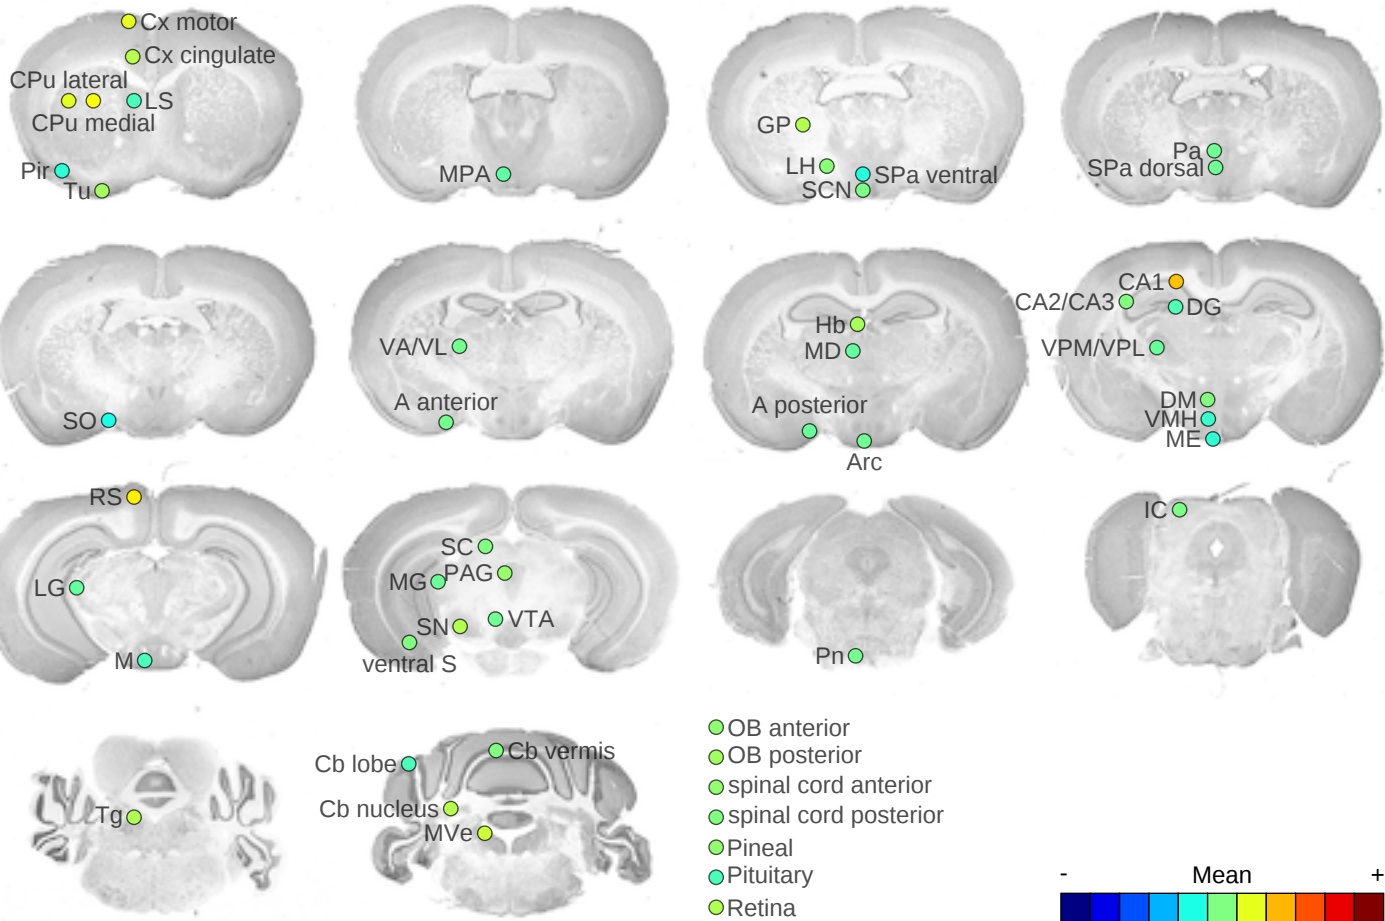 Cx motor
Cx cingulate
CPu lateral
LS
CPu medial
Pir
Tu
MPA
GP
LH
SPa ventral
SCN
Pa
SPa dorsal
SO
VA/VL
A anterior
Hb
MD
A posterior
Arc
CA1
CA2/CA3
DG
VPM/VPL
DM
VMH
ME
RS
LG
M
SC
MG
PAG
SN
VTA
ventral S
Pn
IC
Tg
Cb lobe
Cb vermis
Cb nucleus
MVe
OB anterior
OB posterior
spinal cord anterior
spinal cord posterior
Pineal
Pituitary
Retina
- Mean +